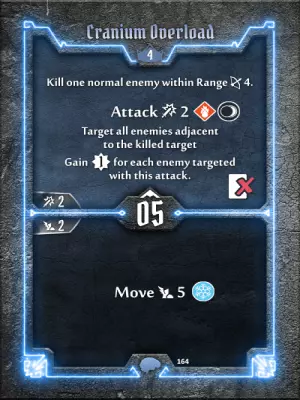 Cranium Overload
4
Kill one normal enemy within Range 4.
Attack 2
Target all enemies adjacent
to the killed target
Gain 1 for each enemy targeted
with this attack.
2
05
2
Move 5
164